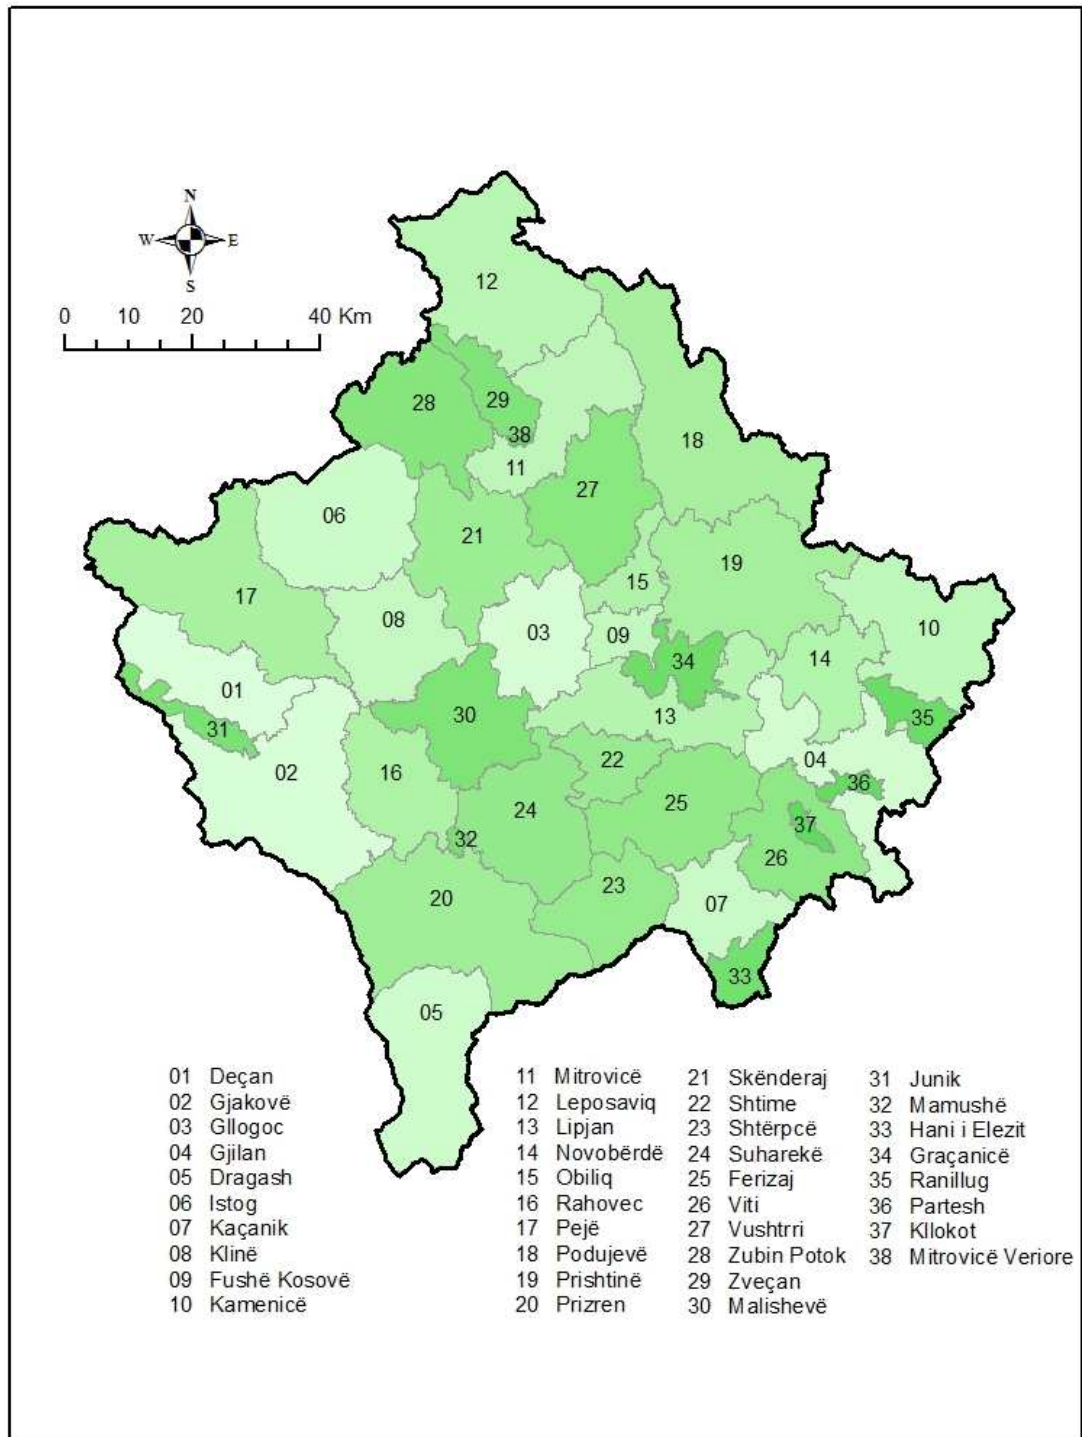 N
W E
S
0 10 20 40 Km
12
28
29
38
11
18
27
06
21
17
15
19
08
03
09
10
34
14
01
30
13
35
31
02
16
22
04
36
24
25
37
32
26
20
23
07
33
05
01 Deçan
02 Gjakovë
03 Gllogoc
04 Gjilan
05 Dragash
06 Istog
07 Kaçanik
08 Klinë
09 Fushë Kosovë
10 Kamenicë
11 Mitrovicë
12 Leposaviq
13 Lipjan
14 Novobërdë
15 Obiliq
16 Rahovec
17 Pejë
18 Podujevë
19 Prishtinë
20 Prizren
21 Skënderaj
22 Shtime
23 Shtërpcë
24 Suharekë
25 Ferizaj
26 Viti
27 Vushtrri
28 Zubin Potok
29 Zveçan
30 Malishevë
31 Junik
32 Mamushë
33 Hani i Elezit
34 Graçanicë
35 Ranillug
36 Partesh
37 Kllokot
38 Mitrovicë Veriore